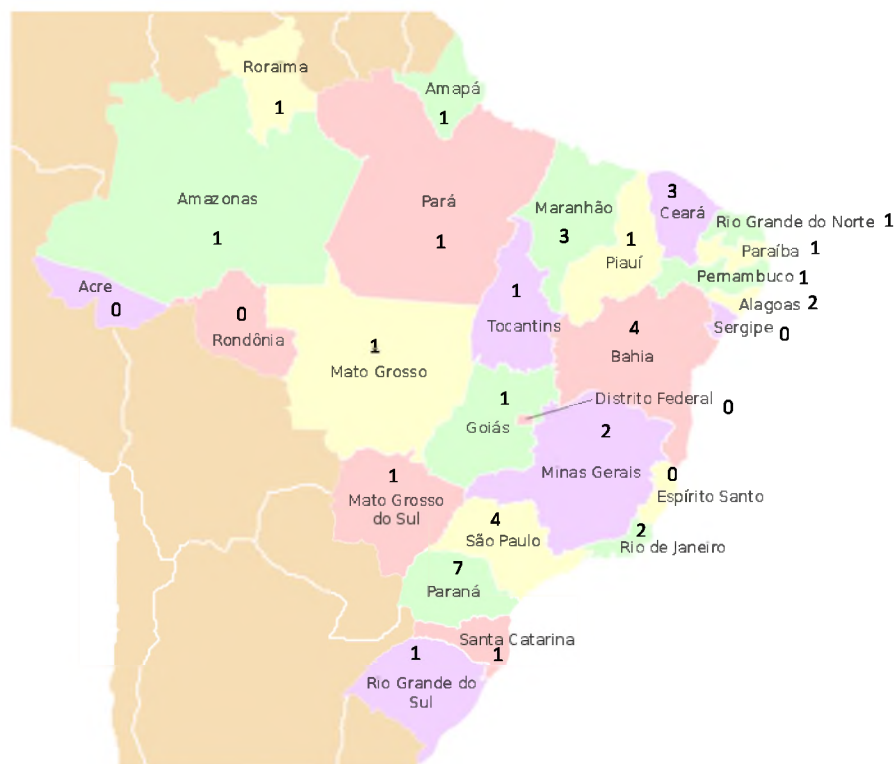 Roraima
1
Amapá
1
Amazonas
1
Pará
1
Maranhão
3
1
Piauí
3
Ceará
Rio Grande do Norte 1
Paraíba 1
Pernambuco 1
Alagoas 2
Sergipe 0
Acre
0
0
Rondônia
1
Tocantins
4
Bahia
1
Mato Grosso
1
Goiás
Distrito Federal 0
2
Minas Gerais
0
Espírito Santo
1
Mato Grosso
do Sul
4
São Paulo
2
Rio de Janeiro
7
Paraná
Santa Catarina
1
1
Rio Grande do
Sul